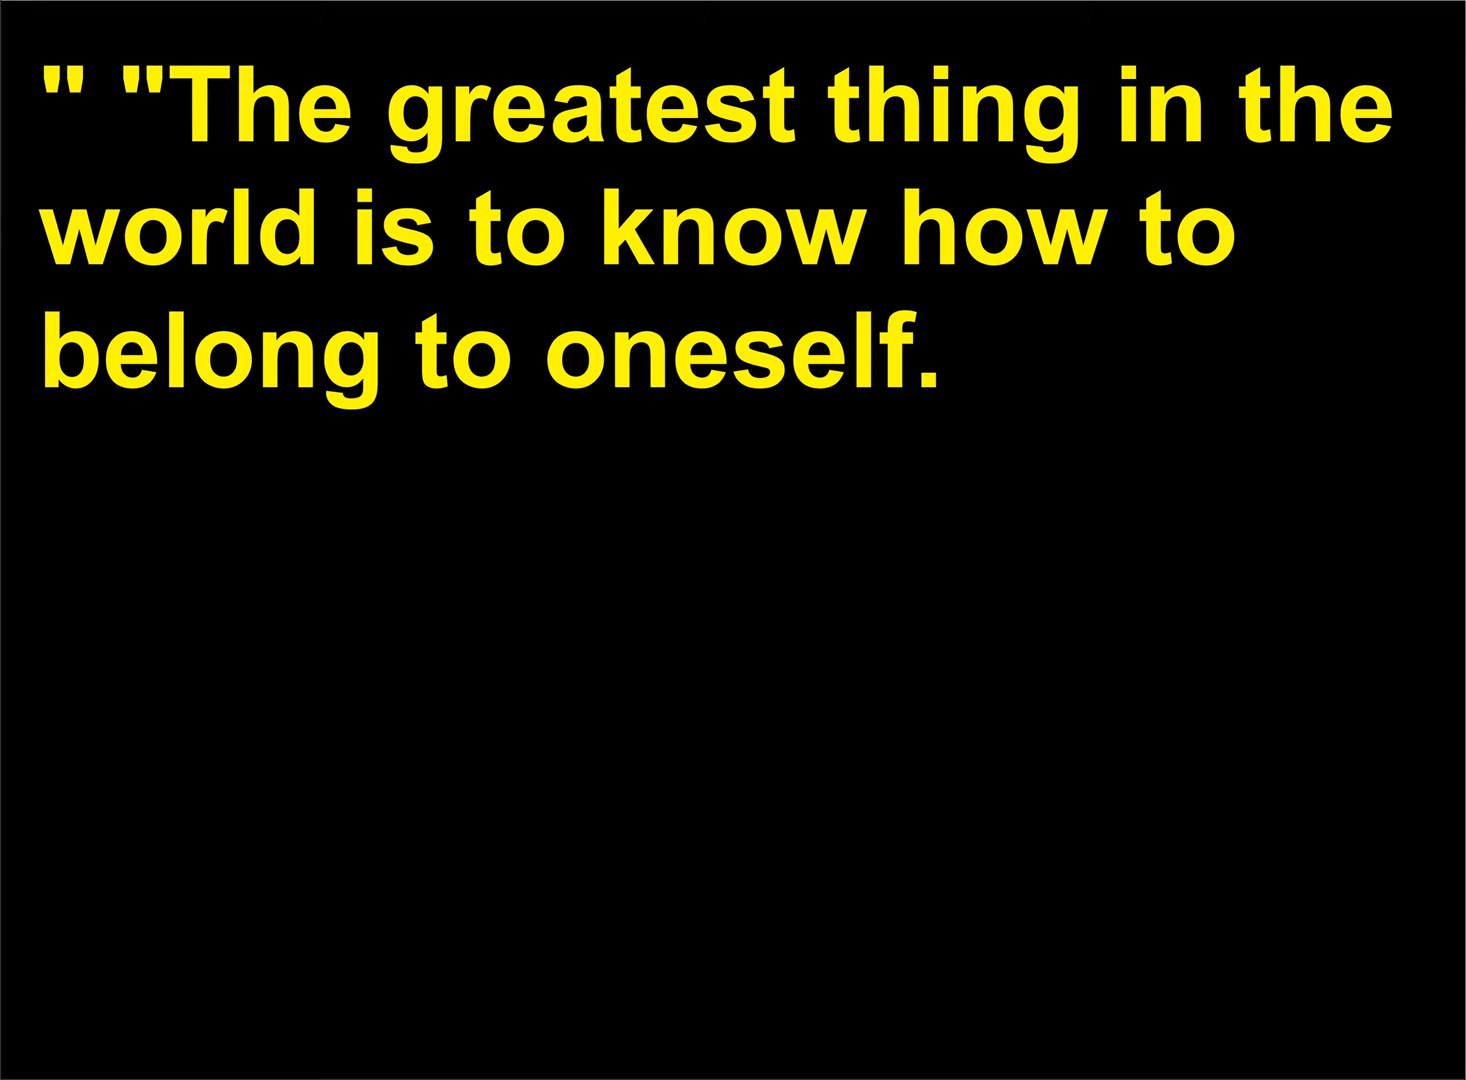 " "The greatest thing in the
world is to know how to
belong to oneself.